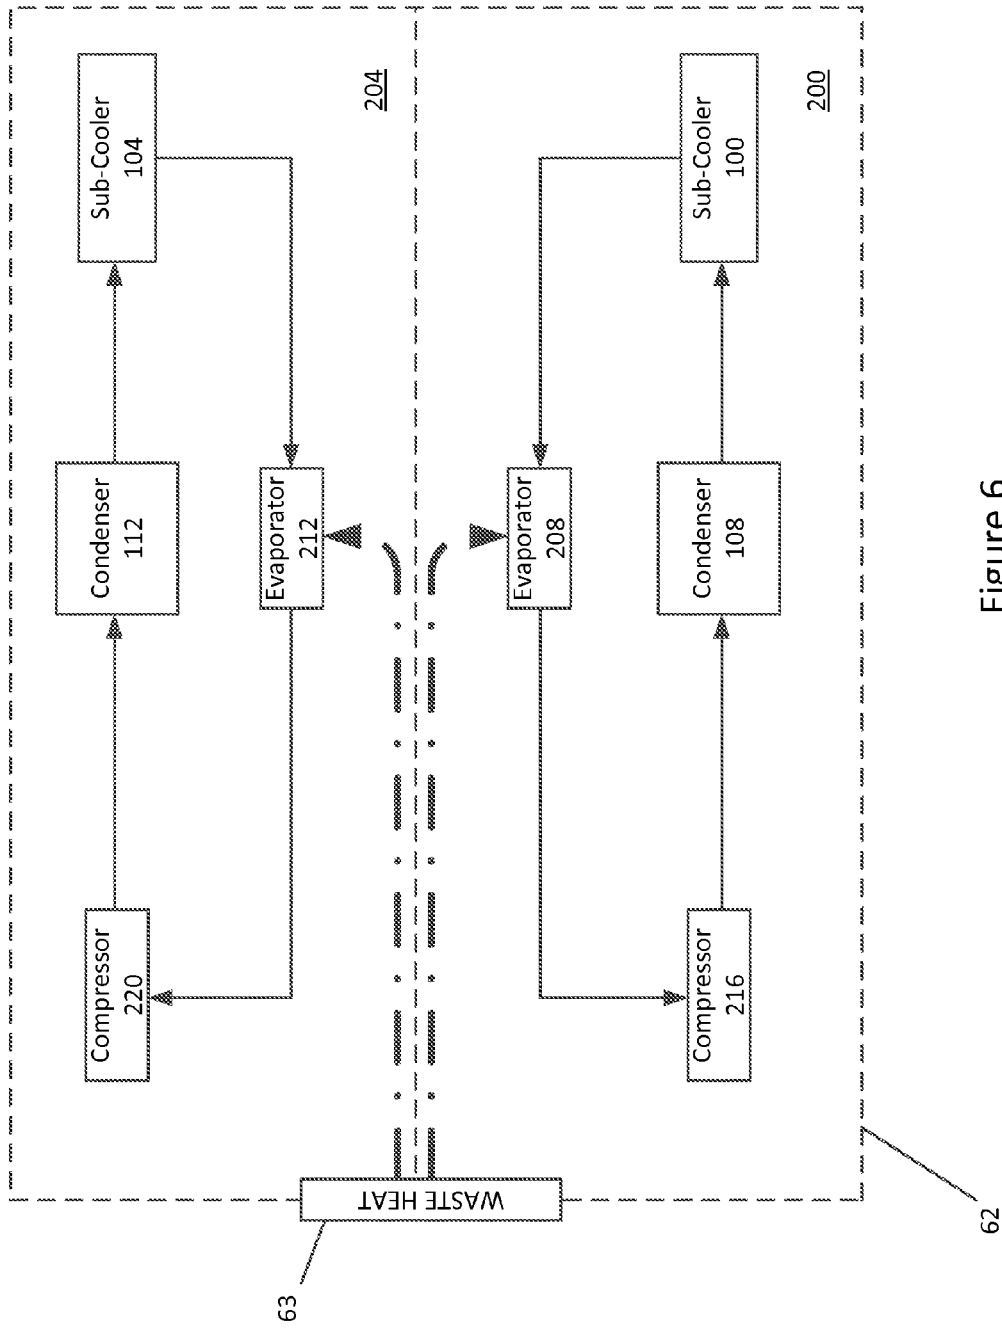 Sub-Cooler
104
204
Condenser
112
Evaporator
212
Compressor
220
Sub-Cooler
100
200
Evaporator
208
Condenser
108
Compressor
216
WASTE HEAT
63
62
Figure 6